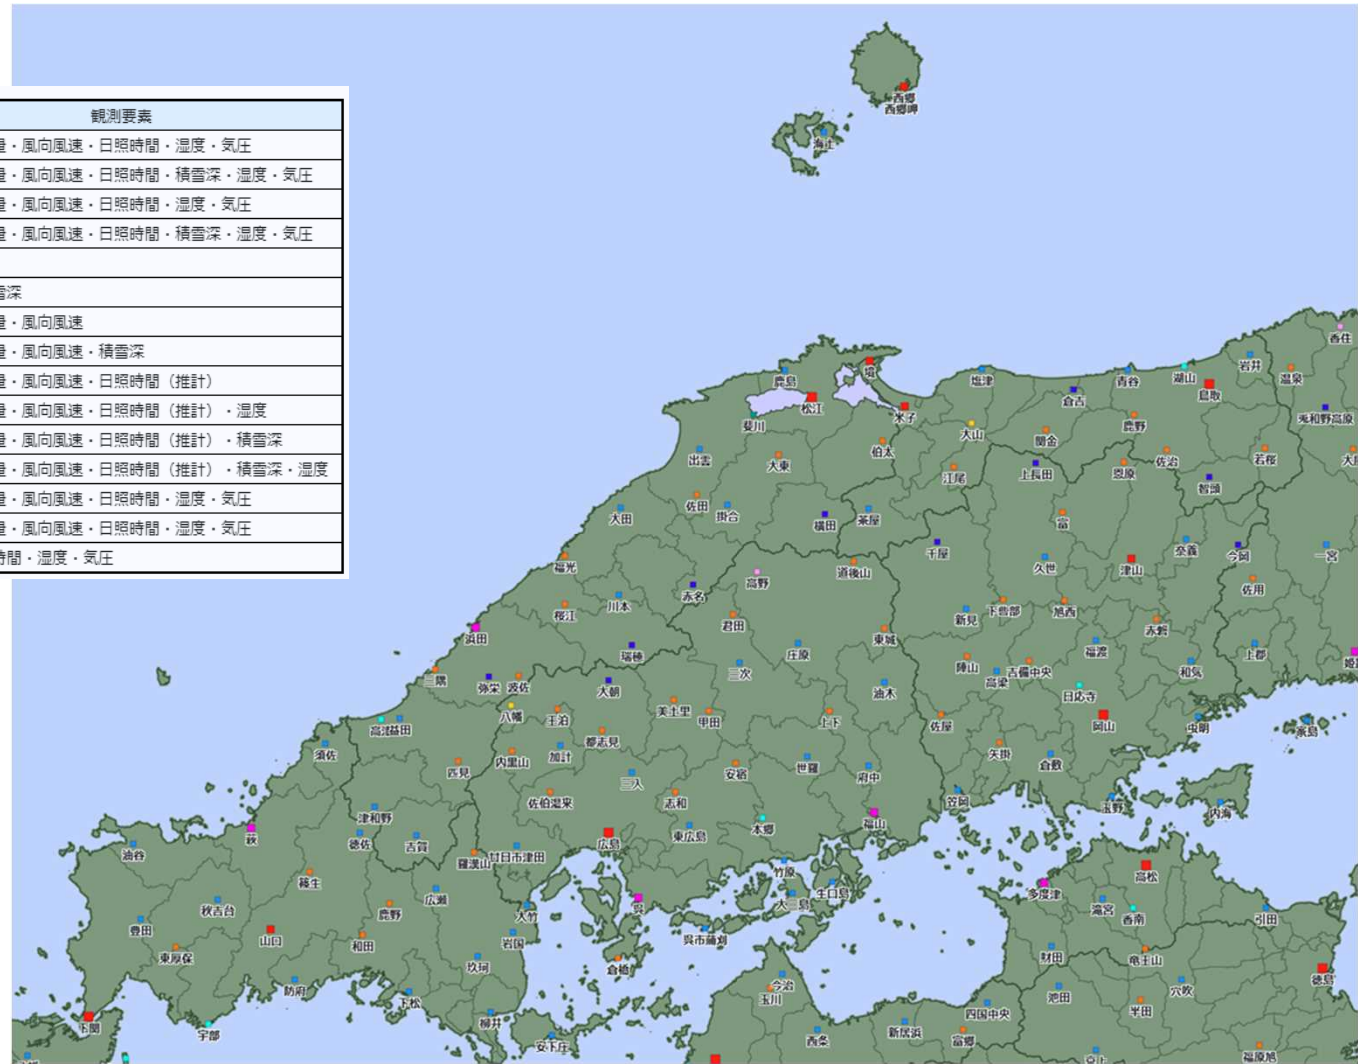 観測要素
量・風向風速・日照時間・湿度・気圧
量・風向風速・日照時間・積雪深・湿度・気圧
量・風向風速・日照時間・湿度・気圧
量・風向風速・日照時間・積雪深・湿度・気圧
雪深
量・風向風速
量・風向風速・積雪深
量・風向風速・日照時間（推計）
量・風向風速・日照時間（推計）・湿度
量・風向風速・日照時間（推計）・積雪深
量・風向風速・日照時間（推計）・積雪深・湿度
量・風向風速・日照時間・湿度・気圧
量・風向風速・日照時間・湿度・気圧
時間・湿度・気圧
西郷
西郷岬
海士
香住
岩井
境
鹿島
塩津
青谷
湖山
温泉
倉吉
鳥取
松江
米子
兎和野高原
斐川
大山
鹿野
関金
伯太
出雲
大東
佐治
若桜
江尾
上長田
恩原
智頭
佐田
掛合
大田
横田
茶屋
富
千屋
奈義
今岡
一宮
福光
道後山
高野
久世
津山
赤名
佐用
川本
桜江
新見
下呰部
旭西
浜田
君田
赤磐
東城
瑞穂
庄原
福渡
上郡
三次
陣山
吉備中央
和気
三隅
弥栄
波佐
大朝
高梁
油木
日応寺
八幡
王泊
美土里
甲田
上下
佐屋
岡山
虫明
家島
高津
益田
都志見
須佐
内黒山
加計
矢掛
倉敷
匹見
三入
安宿
世羅
府中
佐伯湯来
志和
笠岡
玉野
内海
津和野
本郷
福山
萩
徳佐
吉賀
広島
東広島
油谷
羅漢山
廿日市津田
竹原
高松
篠生
生口島
多度津
秋吉台
鹿野
広瀬
呉
大三島
滝宮
香南
引田
豊田
大竹
山口
和田
岩国
呉市蒲刈
東厚保
財田
竜王山
玖珂
倉橋
徳島
防府
今治
玉川
池田
穴吹
下松
四国中央
半田
下関
宇部
柳井
安下庄
西条
新居浜
富郷
京上
福原旭